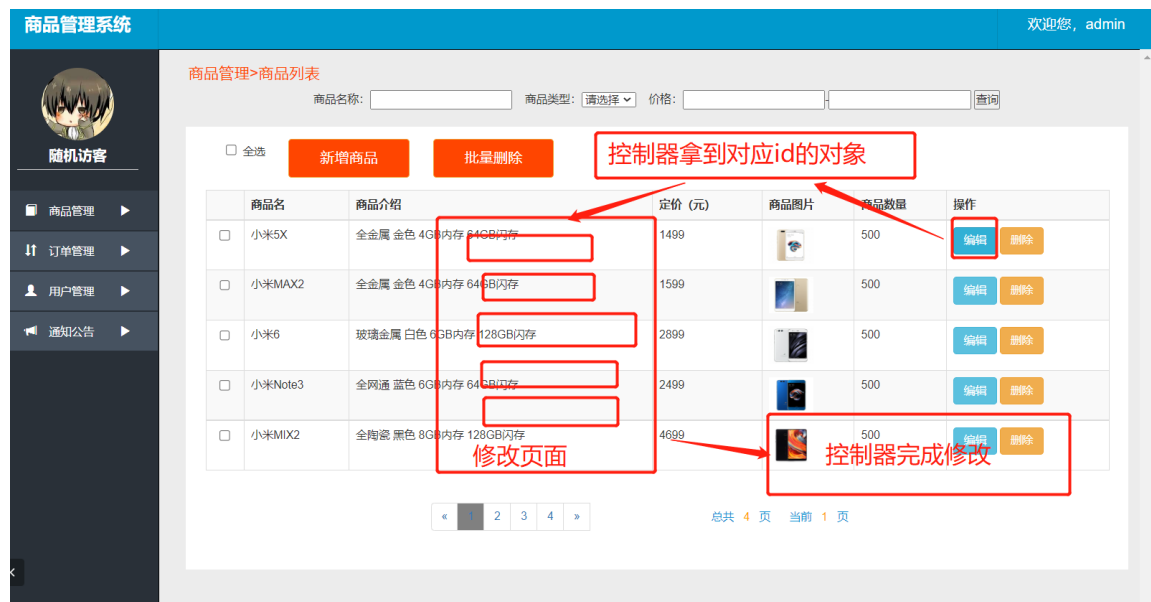 商品管理系统
欢迎您，admin
随机访客
商品管理
订单管理
用户管理
通知公告
商品管理>商品列表
商品名称： 商品类型： 请选择 价格： - 查询
全选 新增商品 批量删除 控制器拿到对应id的对象
商品名 商品介绍 定价（元） 商品图片 商品数量 操作
小米5X 全金属 金色 4GB内存 64GB闪存 1499 500 编辑 删除
小米MAX2 全金属 金色 4GB内存 64GB闪存 1599 500 编辑 删除
小米6 玻璃金属 白色 6GB内存 128GB闪存 2899 500 编辑 删除
小米Note3 全网通 蓝色 6GB内存 64GB闪存 2499 500 编辑 删除
小米MIX2 全陶瓷 黑色 8GB内存 128GB闪存 4699 500 编辑 删除
修改页面 控制器完成修改
« 1 2 3 4 » 总共 4 页 当前 1 页